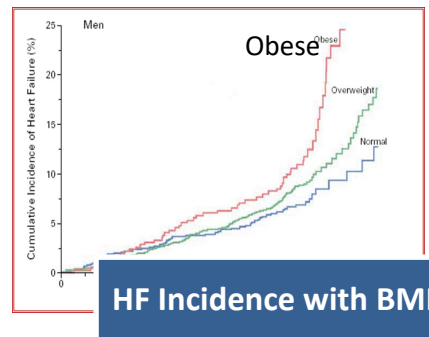 Men
Obese
Obese
Overweight
Normal
Cumulative Incidence of Heart Failure (%)
25
20
15
10
5
0
0
HF Incidence with BMI